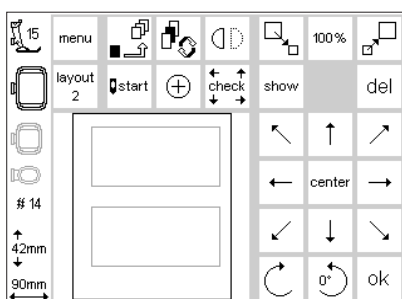 15
menu
100%
layout
2
start
check
show
del
center
# 14
42mm
90mm
0°
ok